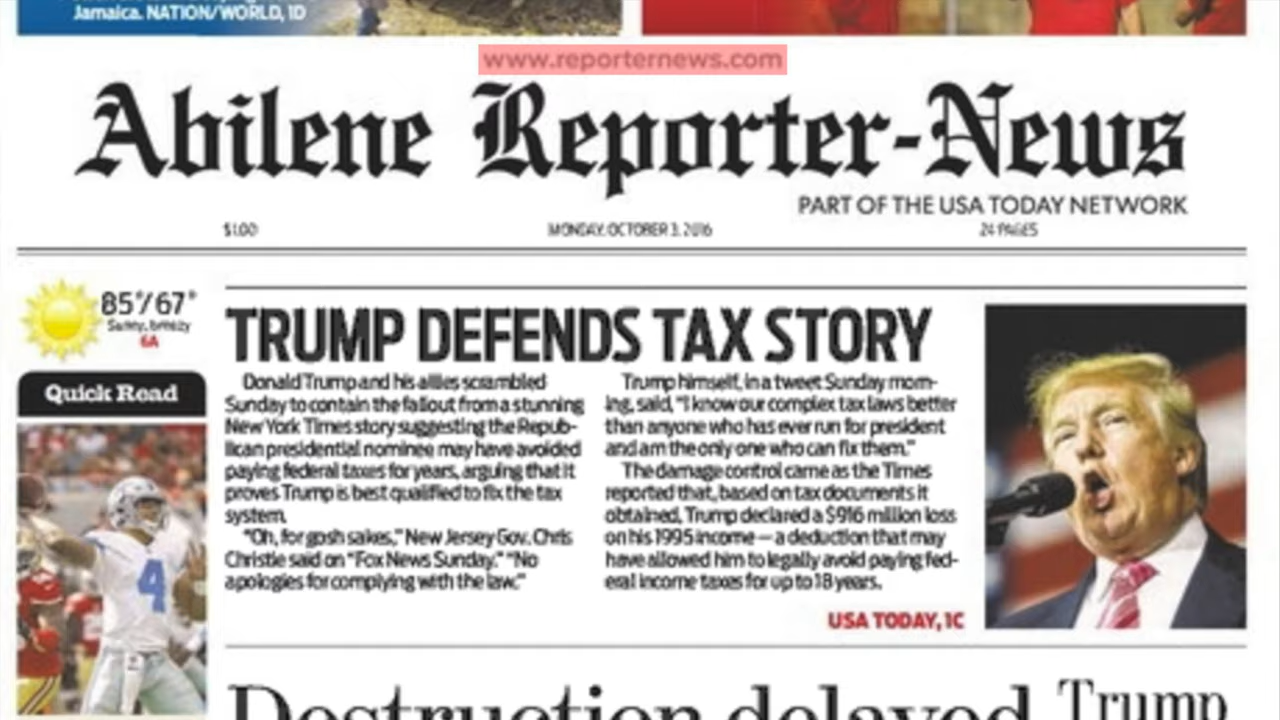 Jamaica. NATION/WORLD, 1D
www.reporternews.com
Abilene Reporter-News
PART OF THE USA TODAY NETWORK
$1.00 MONDAY, OCTOBER 3, 2016 24 PAGES
85°/67°
Sunny, breezy
6A
Quick Read
4
TRUMP DEFENDS TAX STORY
Donald Trump and his allies scrambled
Sunday to contain the fallout from a stunning
New York Times story suggesting the Repub-
lican presidential nominee may have avoided
paying federal taxes for years, arguing that it
proves Trump is best qualified to fix the tax
system.
"Oh, for gosh sakes," New Jersey Gov. Chris
Christie said on "Fox News Sunday." "No
apologies for complying with the law."
Trump himself, in a tweet Sunday morn-
ing, said, "I know our complex tax laws better
than anyone who has ever run for president
and am the only one who can fix them."
The damage control came as the Times
reported that, based on tax documents it
obtained, Trump declared a $916 million loss
on his 1995 income — a deduction that may
have allowed him to legally avoid paying fed-
eral income taxes for up to 18 years.
USA TODAY, 1C
Destruction delayed
Trump